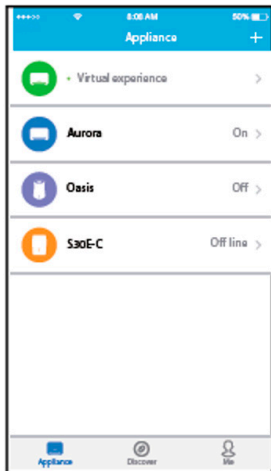 8:08 AM 50%
Appliance +
Virtual experience
Aurora On
Oasis Off
S30E-C Off line
Appliance Discover Me